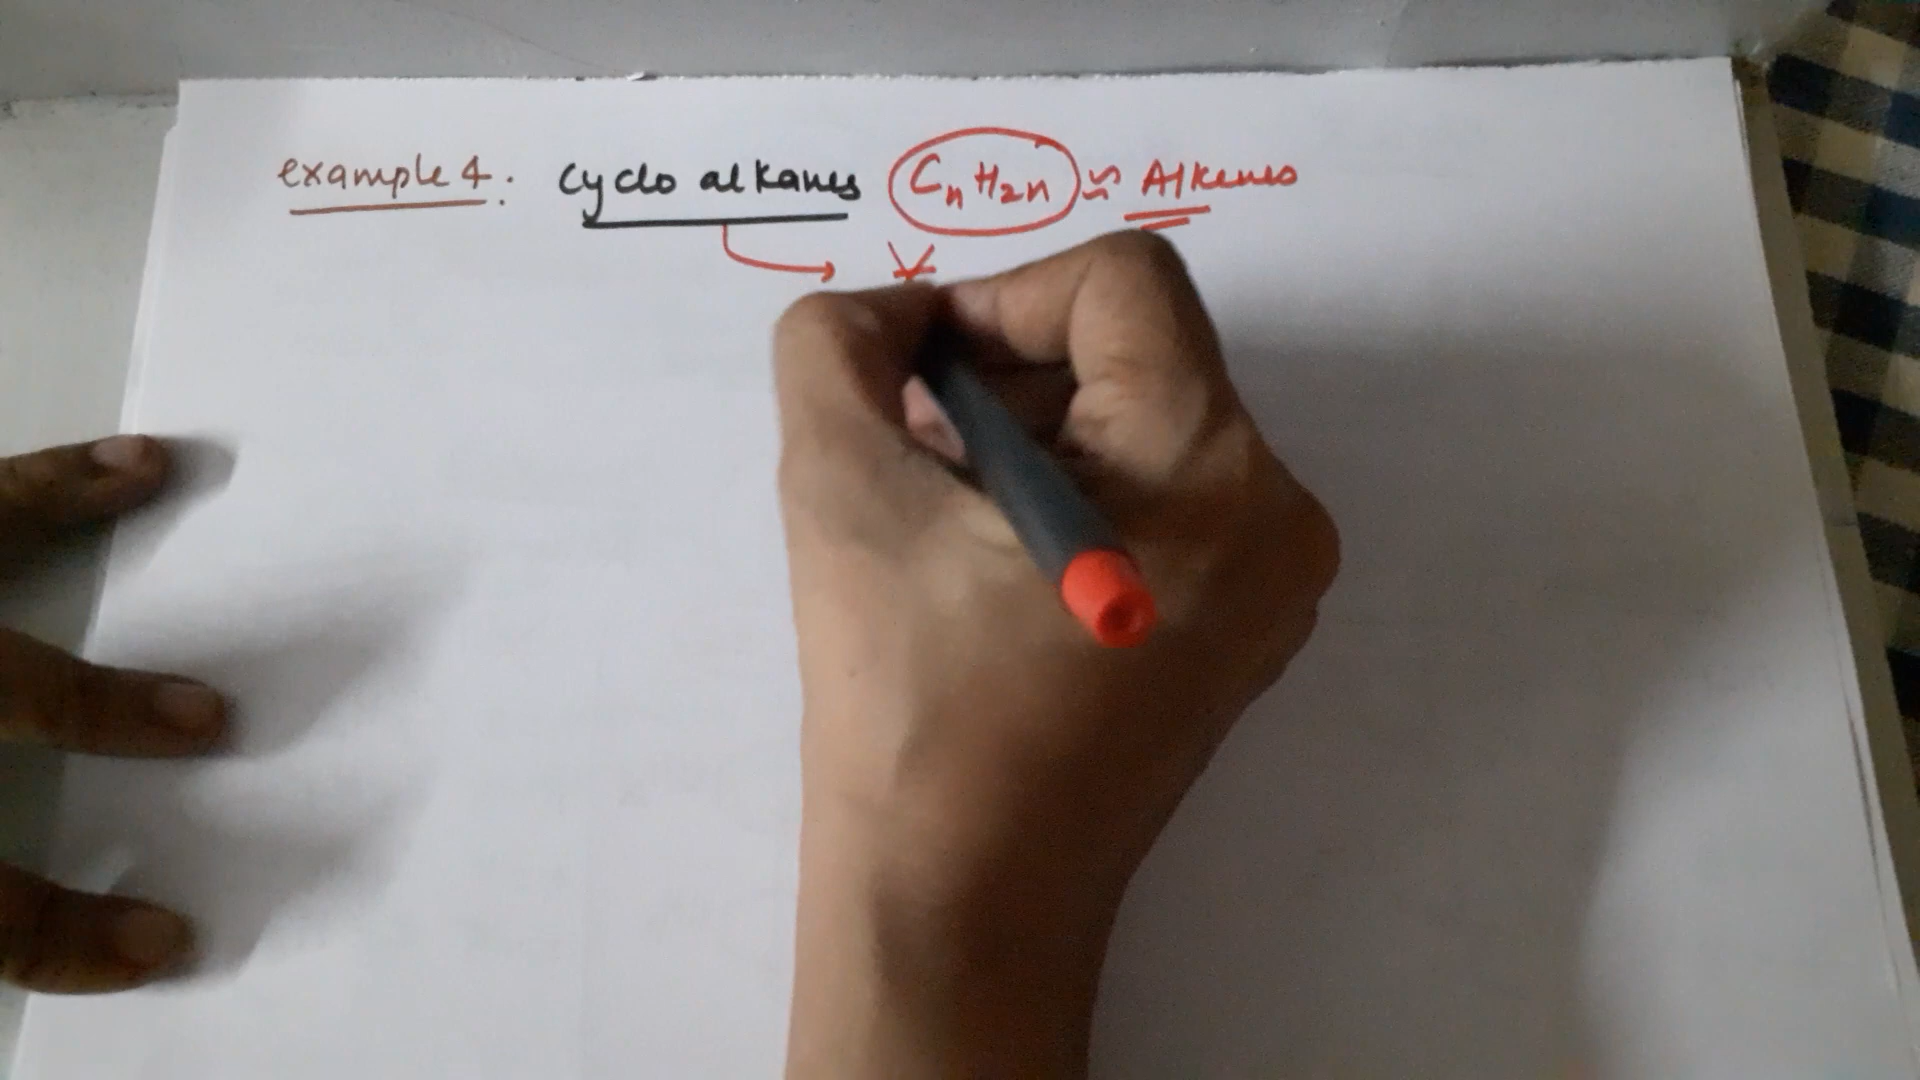 example 4 . Cyclo alkanes CnH2n ≈ Alkenes